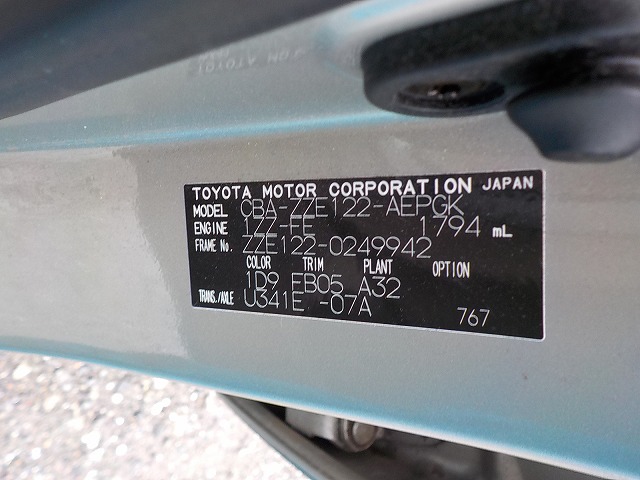 TOYOTA MOTOR CORPORATION JAPAN
MODEL CBA-ZZE122-AEPGK
ENGINE 1ZZ-FE 1794 mL
FRAME No. ZZE122-0249942
COLOR TRIM PLANT OPTION
1D9 FB05 A32
TRANS./AXLE U341E -07A
767